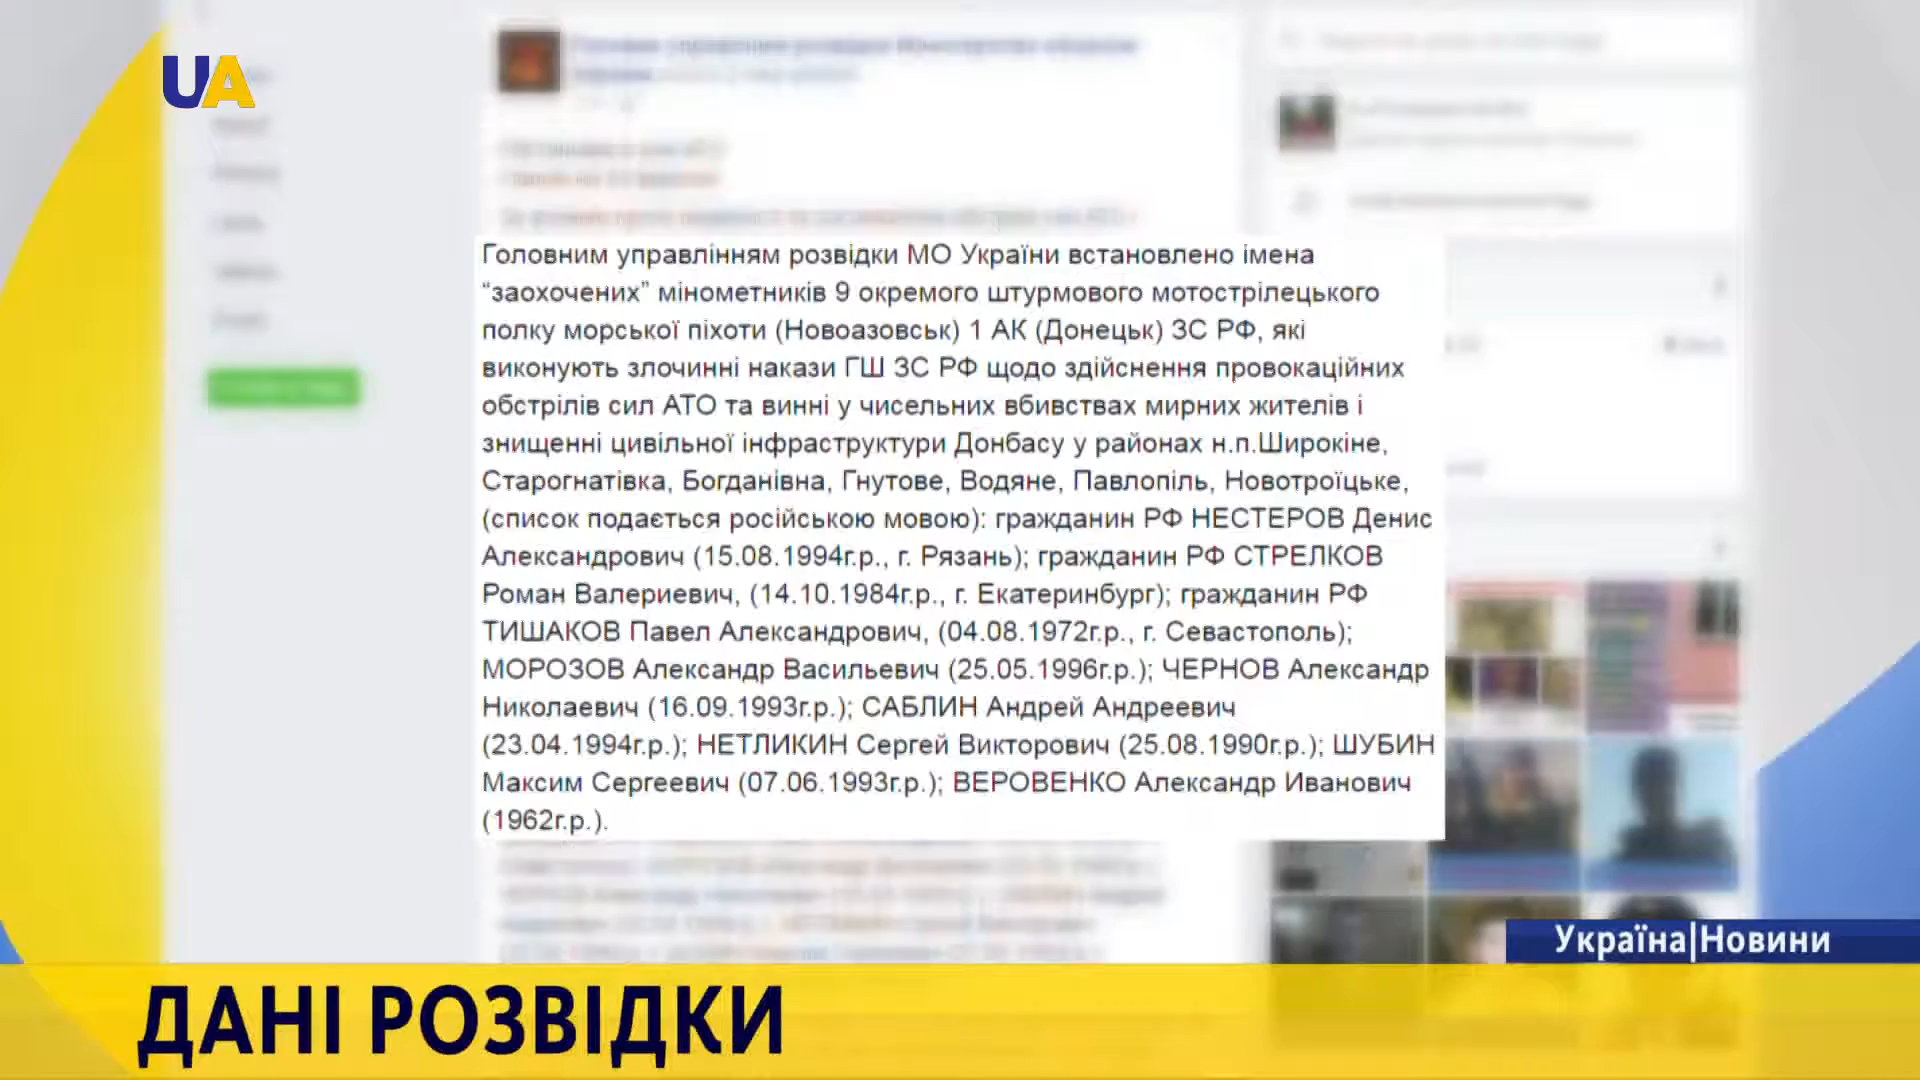 UA
Головним управлінням розвідки МО України встановлено імена
“заохочених” мінометників 9 окремого штурмового мотострілецького
полку морської піхоти (Новоазовськ) 1 АК (Донецьк) ЗС РФ, які
виконують злочинні накази ГШ ЗС РФ щодо здійснення провокаційних
обстрілів сил АТО та винні у чисельних вбивствах мирних жителів і
знищенні цивільної інфраструктури Донбасу у районах н.п.Широкіне,
Старогнатівка, Богданівна, Гнутове, Водяне, Павлопіль, Новотроїцьке,
(список подається російською мовою): гражданин РФ НЕСТЕРОВ Денис
Александрович (15.08.1994г.р., г. Рязань); гражданин РФ СТРЕЛКОВ
Роман Валериевич, (14.10.1984г.р., г. Екатеринбург); гражданин РФ
ТИШАКОВ Павел Александрович, (04.08.1972г.р., г. Севастополь);
МОРОЗОВ Александр Васильевич (25.05.1996г.р.); ЧЕРНОВ Александр
Николаевич (16.09.1993г.р.); САБЛИН Андрей Андреевич
(23.04.1994г.р.); НЕТЛИКИН Сергей Викторович (25.08.1990г.р.); ШУБИН
Максим Сергеевич (07.06.1993г.р.); ВЕРОВЕНКО Александр Иванович
(1962г.р.).
Україна|Новини
ДАНІ РОЗВІДКИ